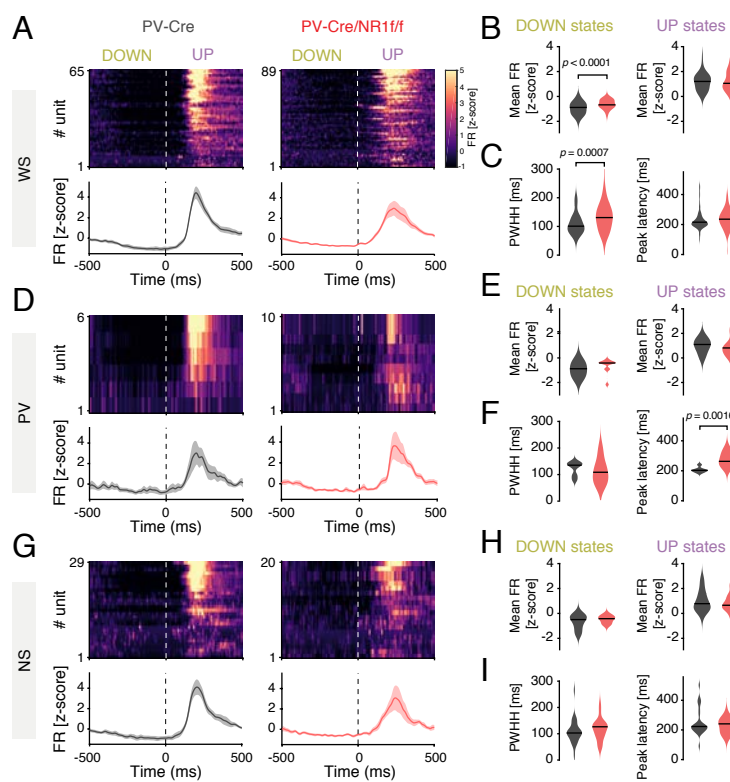 A
PV-Cre
PV-Cre/NR1f/f
DOWN
UP
DOWN
UP
WS
# unit
65
1
89
1
FR [z-score]
5
4
3
2
1
0
-1
FR [z-score]
4
2
0
-500
0
500
-500
0
500
Time (ms)
Time (ms)
B
DOWN states
UP states
Mean FR
[z-score]
4
2
0
-2
p < 0.0001
Mean FR
[z-score]
4
2
0
-2
C
PWHH [ms]
300
200
100
0
p = 0.0007
Peak latency [ms]
600
400
200
0
D
PV
# unit
6
1
10
1
FR [z-score]
4
2
0
-500
0
500
-500
0
500
Time (ms)
Time (ms)
E
DOWN states
UP states
Mean FR
[z-score]
4
2
0
-2
Mean FR
[z-score]
4
2
0
-2
F
PWHH [ms]
300
200
100
0
Peak latency [ms]
600
400
200
0
p = 0.0016
G
NS
# unit
29
1
20
1
FR [z-score]
4
2
0
-500
0
500
-500
0
500
Time (ms)
Time (ms)
H
DOWN states
UP states
Mean FR
[z-score]
4
2
0
-2
Mean FR
[z-score]
4
2
0
-2
I
PWHH [ms]
300
200
100
0
Peak latency [ms]
600
400
200
0